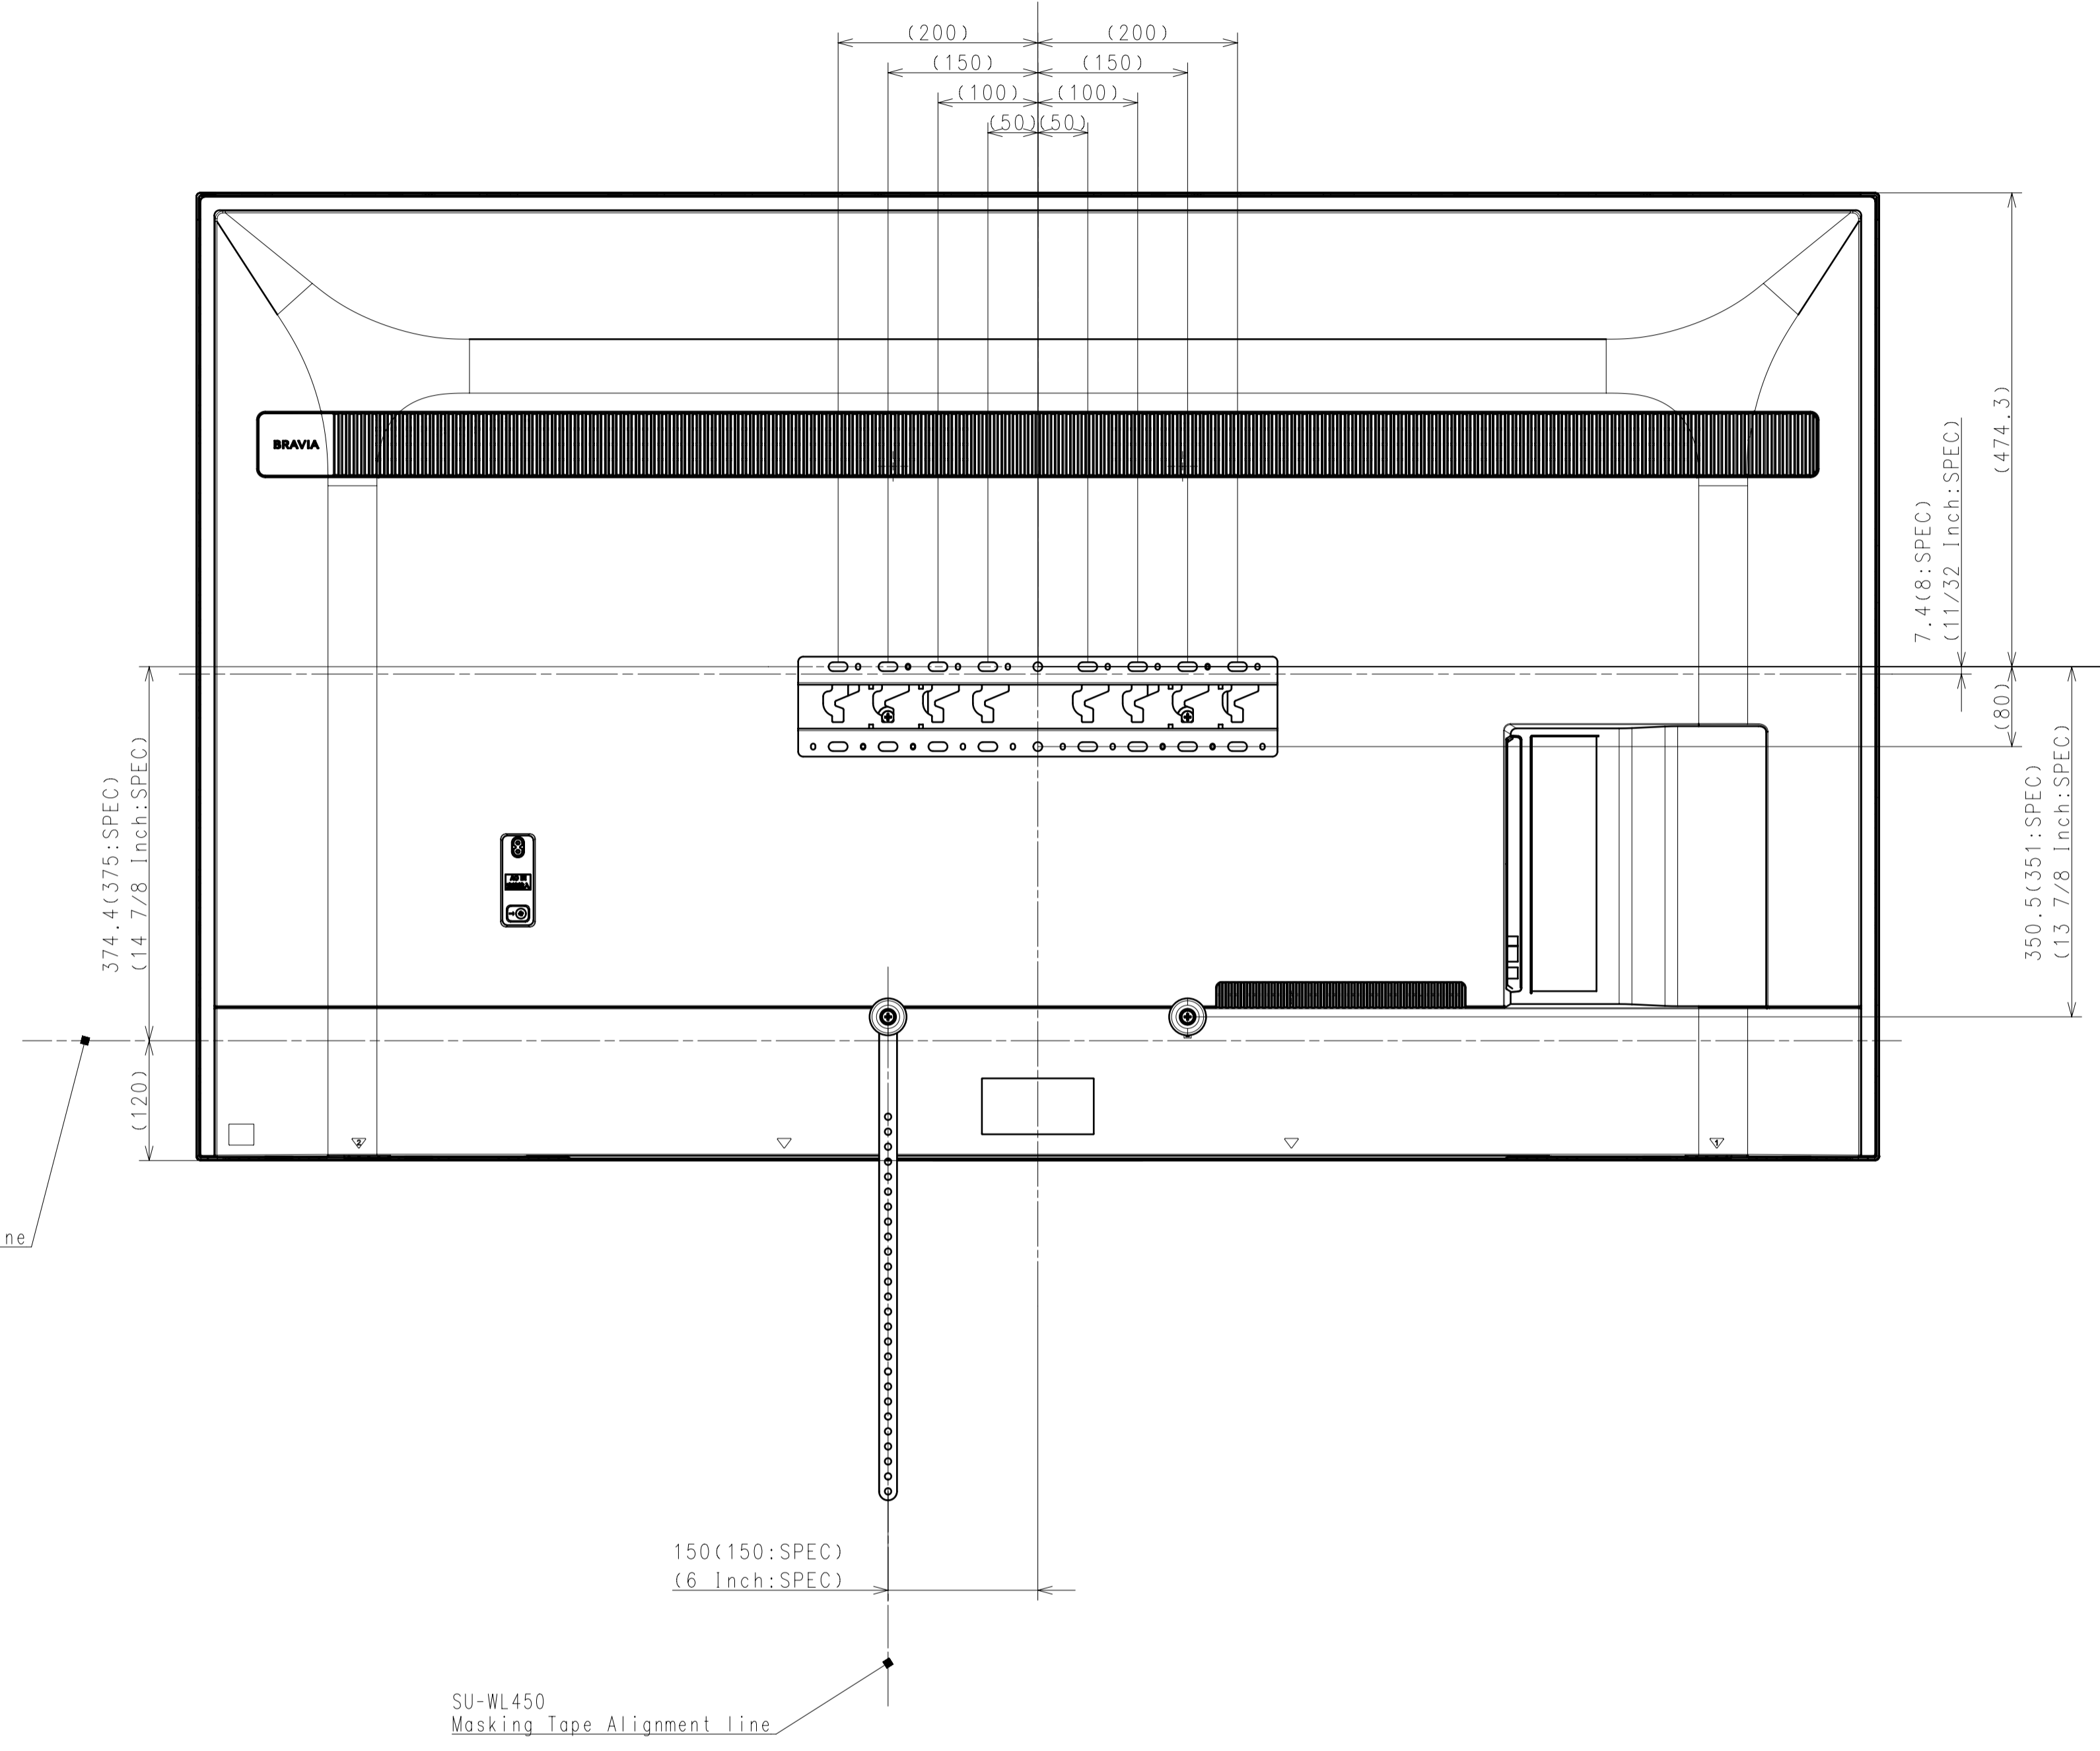 (200) (200)
(150) (150)
(100) (100)
(50) (50)
(474.3)
7.4(8:SPEC)
(11/32 Inch:SPEC)
BRAVIA
(80)
374.4(375:SPEC)
(14 7/8 Inch:SPEC)
350.5(351:SPEC)
(13 7/8 Inch:SPEC)
(120)
2
1
ne
150(150:SPEC)
(6 Inch:SPEC)
SU-WL450
Masking Tape Alignment line